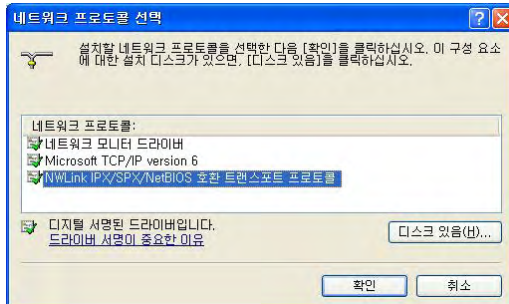 네트워크 프로토콜 선택
설치할 네트워크 프로토콜을 선택한 다음 [확인]을 클릭하십시오. 이 구성 요소
에 대한 설치 디스크가 있으면, [디스크 있음]을 클릭하십시오.
네트워크 프로토콜:
네트워크 모니터 드라이버
Microsoft TCP/IP version 6
NWLink IPX/SPX/NetBIOS 호환 트랜스포트 프로토콜
디지털 서명된 드라이버입니다.
드라이버 서명이 중요한 이유
디스크 있음(H)...
확인 취소